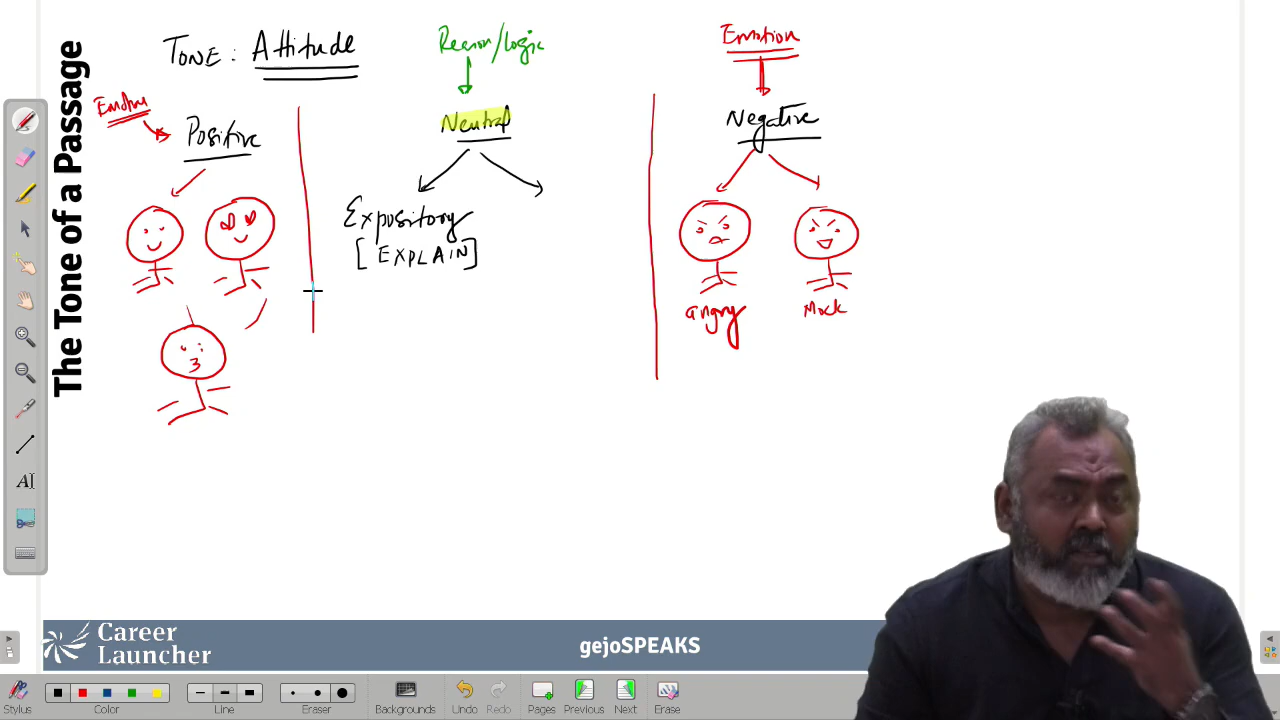 The Tone of a Passage
TONE: Attitude
Reason/Logic
Emotion
Emotion
Positive
Neutral
Negative
Expository
[EXPLAIN]
angry
Mock
Career
Launcher
gejoSPEAKS
AI
Stylus
Color
Line
Eraser
Backgrounds
Undo
Redo
Pages
Previous
Next
Erase